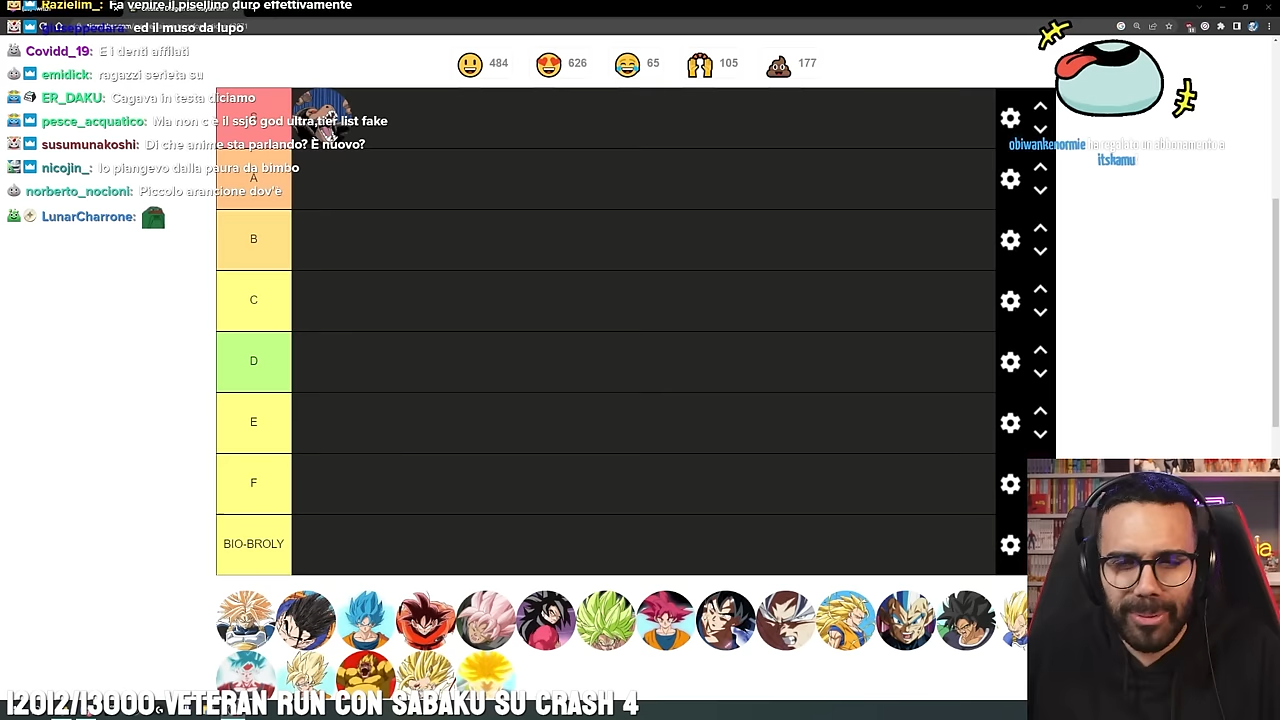 Razielim_: Fa venire il pisellino duro effettivamente
giuseppedara: ed il muso da lupo
Covidd_19: E i denti affilati
emidick: ragazzi serieta su
ER_DAKU: Cagava in testa diciamo
pesce_acquatico: Ma non c'è il ssj6 god ultra,tier list fake
susumunakoshi: Di che anime sta parlando? È nuovo?
nicojin_: Io piangevo dalla paura da bimbo
norberto_nocioni: Piccolo arancione dov'è
LunarCharrone:
484 626 65 105 177
obiwankenormie ha regalato un abbonamento a
itskamu
A
B
C
D
E
F
BIO-BROLY
12012/13000 VETERAN RUN CON SABAKU SU CRASH 4